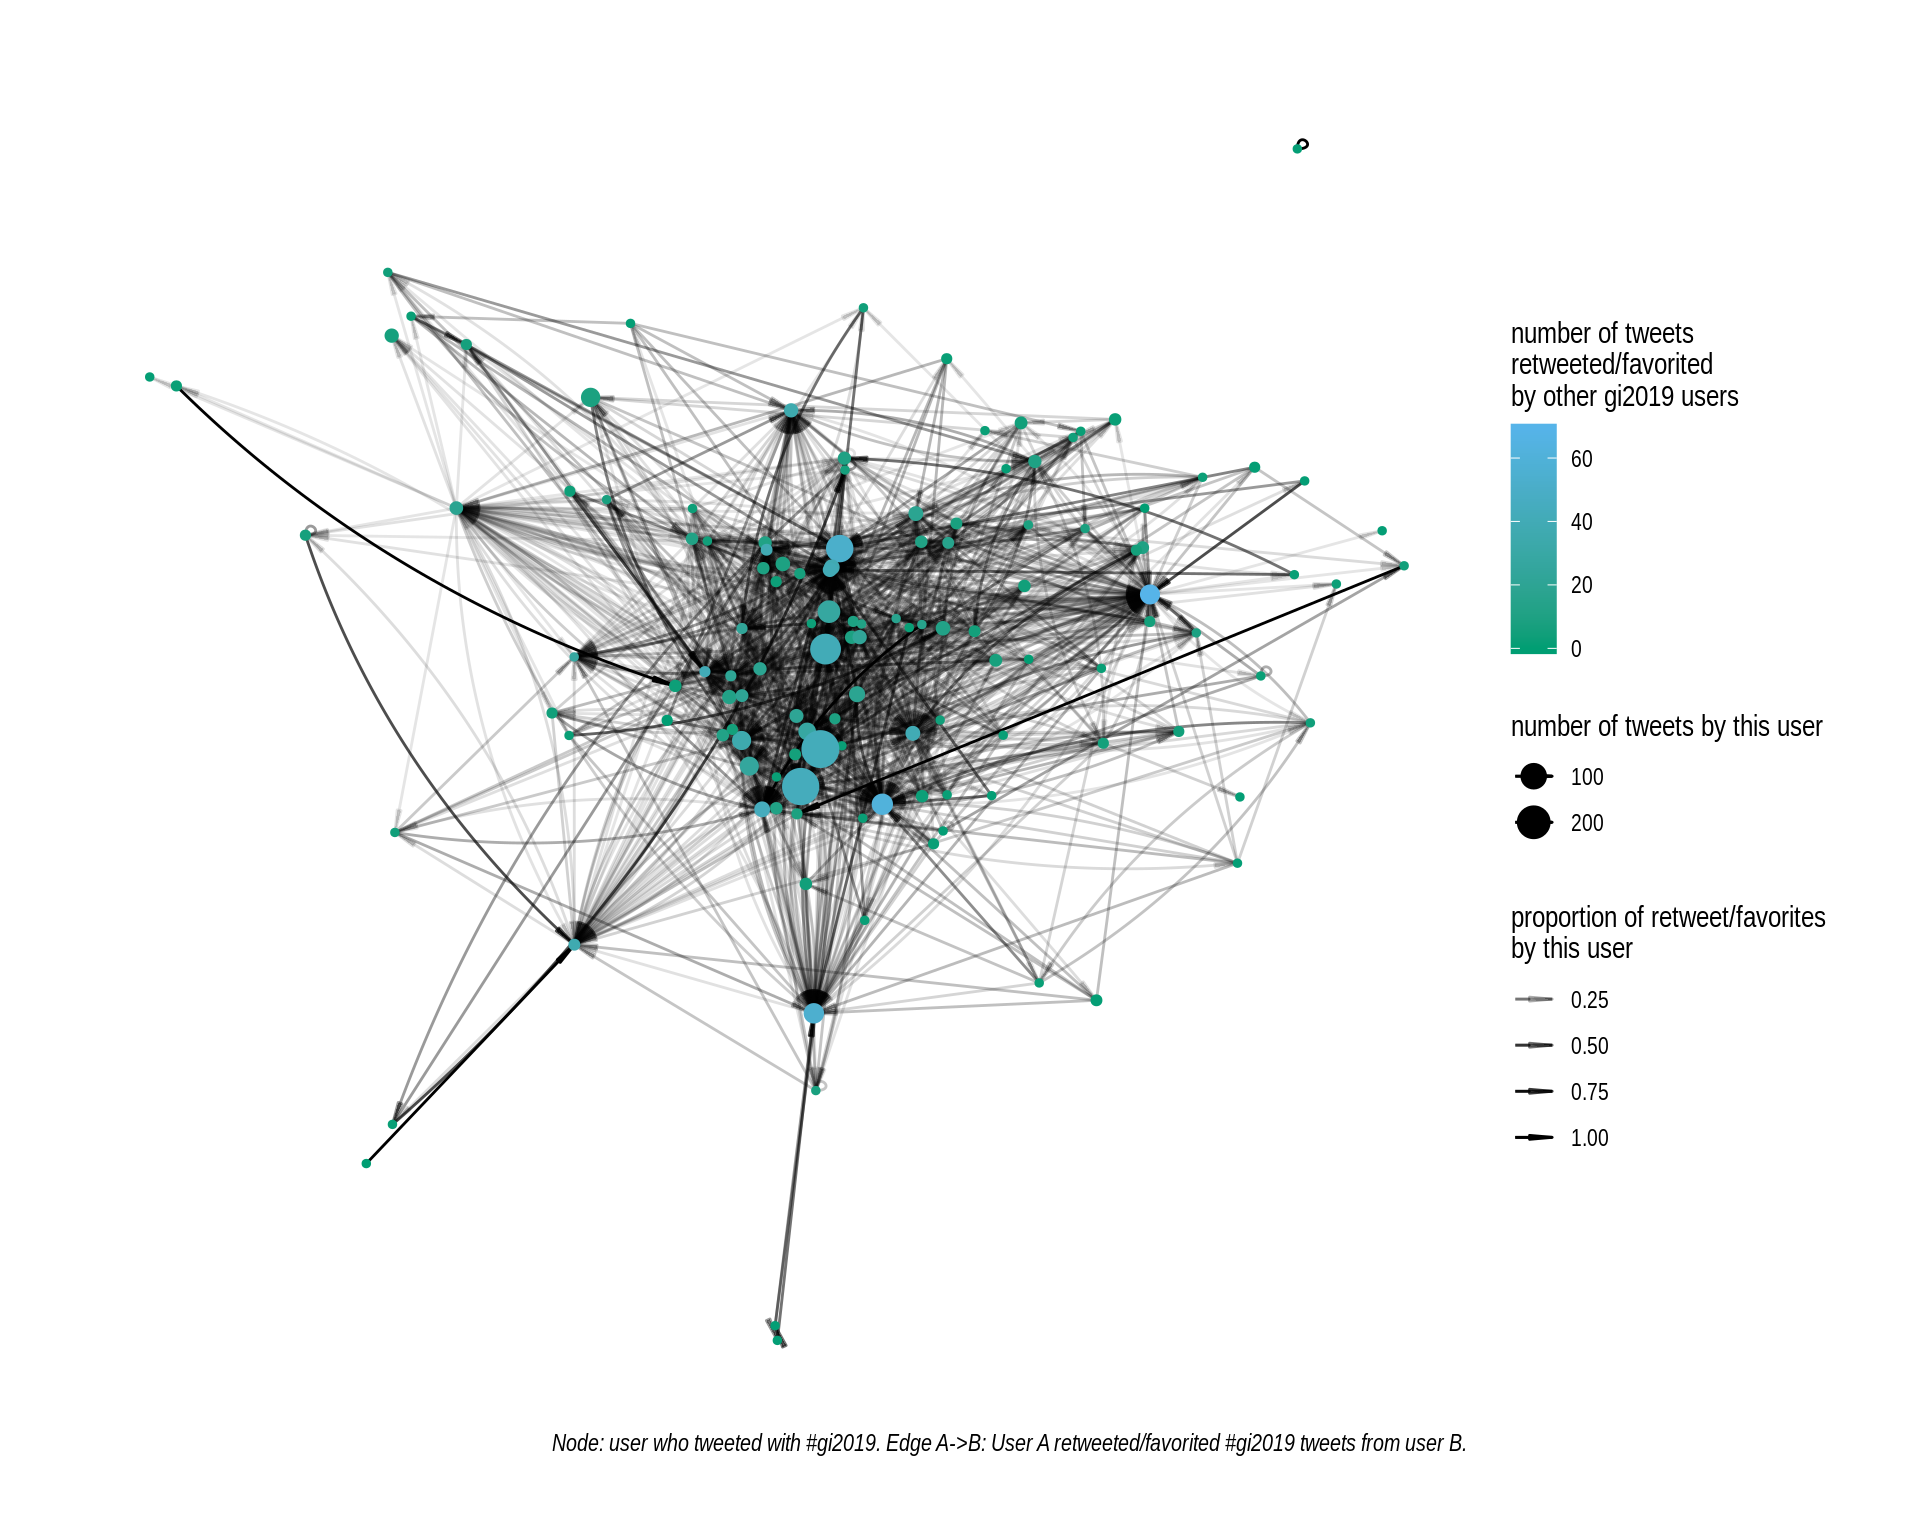 number of tweets
retweeted/favorited
by other gi2019 users
60
40
20
0
number of tweets by this user
100
200
proportion of retweet/favorites
by this user
0.25
0.50
0.75
1.00
Node: user who tweeted with #gi2019. Edge A->B: User A retweeted/favorited #gi2019 tweets from user B.